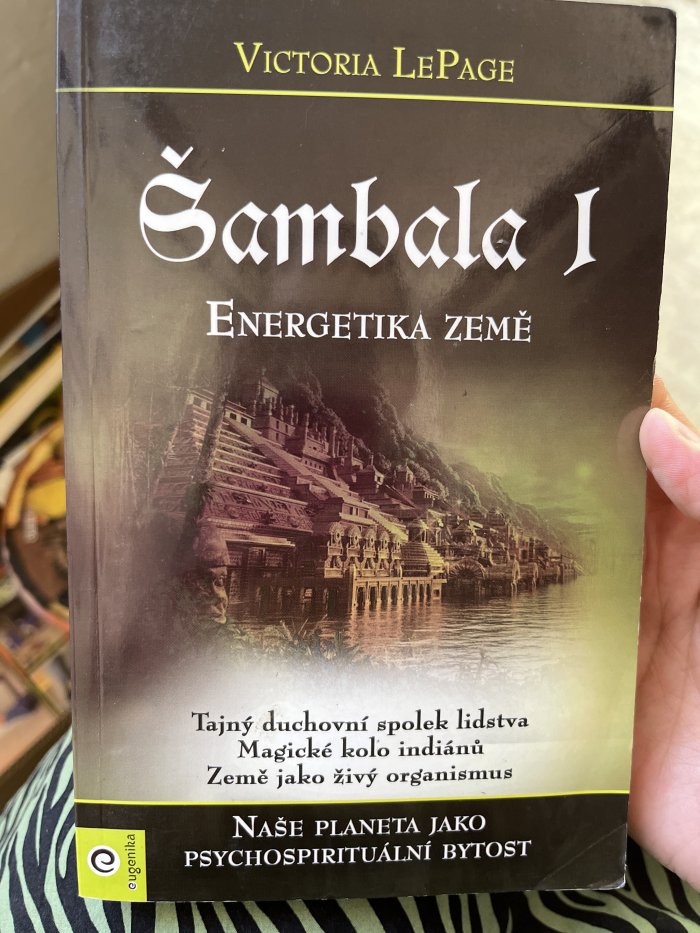 Victoria LePage
Šambala I
Energetika Země
Tajný duchovní spolek lidstva
Magické kolo indiánů
Země jako živý organismus
Naše planeta jako
psychospirituální bytost
eugenika